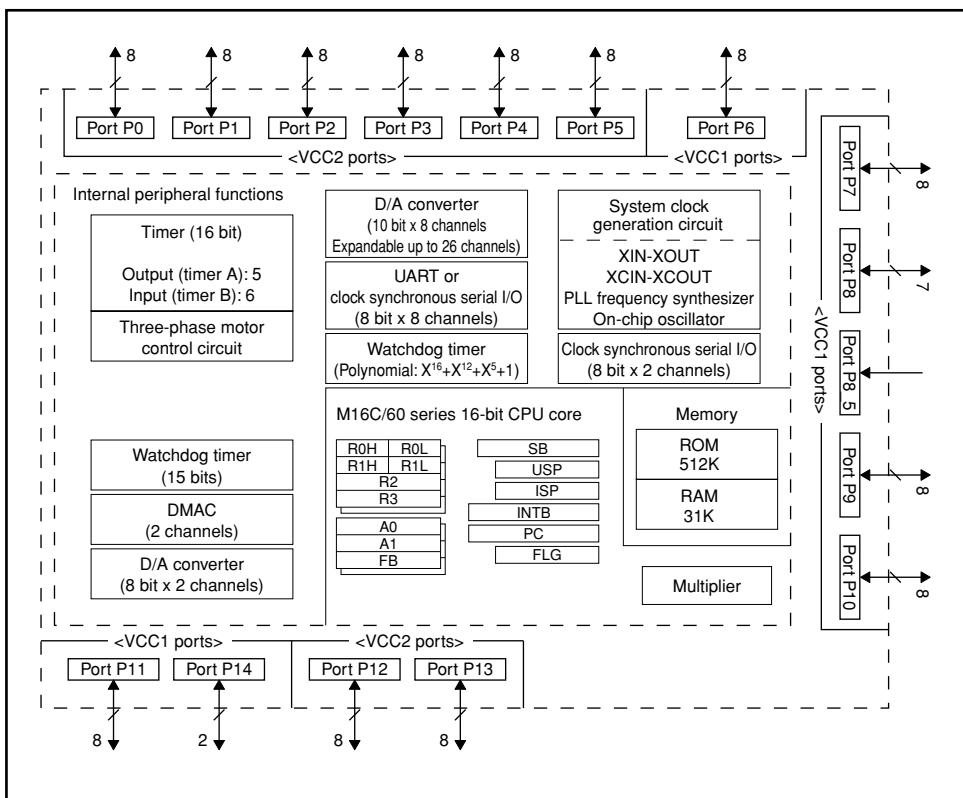 8 8 8 8 8 8 8
Port P0 Port P1 Port P2 Port P3 Port P4 Port P5 Port P6
<VCC2 ports> <VCC1 ports>
Internal peripheral functions
Timer (16 bit)
Output (timer A): 5
Input (timer B): 6
Three-phase motor
control circuit
Watchdog timer
(15 bits)
DMAC
(2 channels)
D/A converter
(8 bit x 2 channels)
D/A converter
(10 bit x 8 channels
Expandable up to 26 channels)
UART or
clock synchronous serial I/O
(8 bit x 8 channels)
Watchdog timer
(Polynomial: X¹⁶+X¹²+X⁵+1)
System clock
generation circuit
XIN-XOUT
XCIN-XCOUT
PLL frequency synthesizer
On-chip oscillator
Clock synchronous serial I/O
(8 bit x 2 channels)
M16C/60 series 16-bit CPU core
R0H R0L
R1H R1L
R2
R3
A0
A1
FB
SB
USP
ISP
INTB
PC
FLG
Memory
ROM
512K
RAM
31K
Multiplier
<VCC1 ports>
Port P7
8
Port P8
7
Port P8_5
Port P9
8
Port P10
8
<VCC1 ports> <VCC2 ports>
Port P11 Port P14 Port P12 Port P13
8 2 8 8